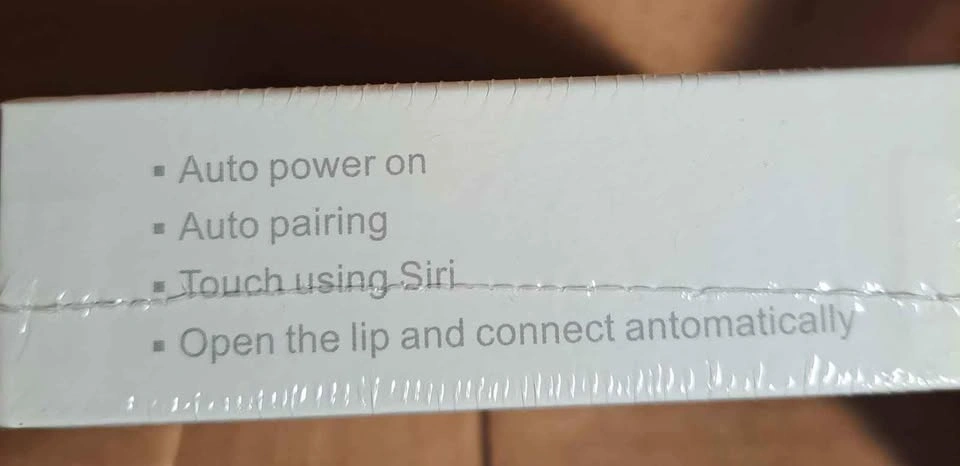 ▪ Auto power on
▪ Auto pairing
▪ Touch using Siri
▪ Open the lip and connect antomatically